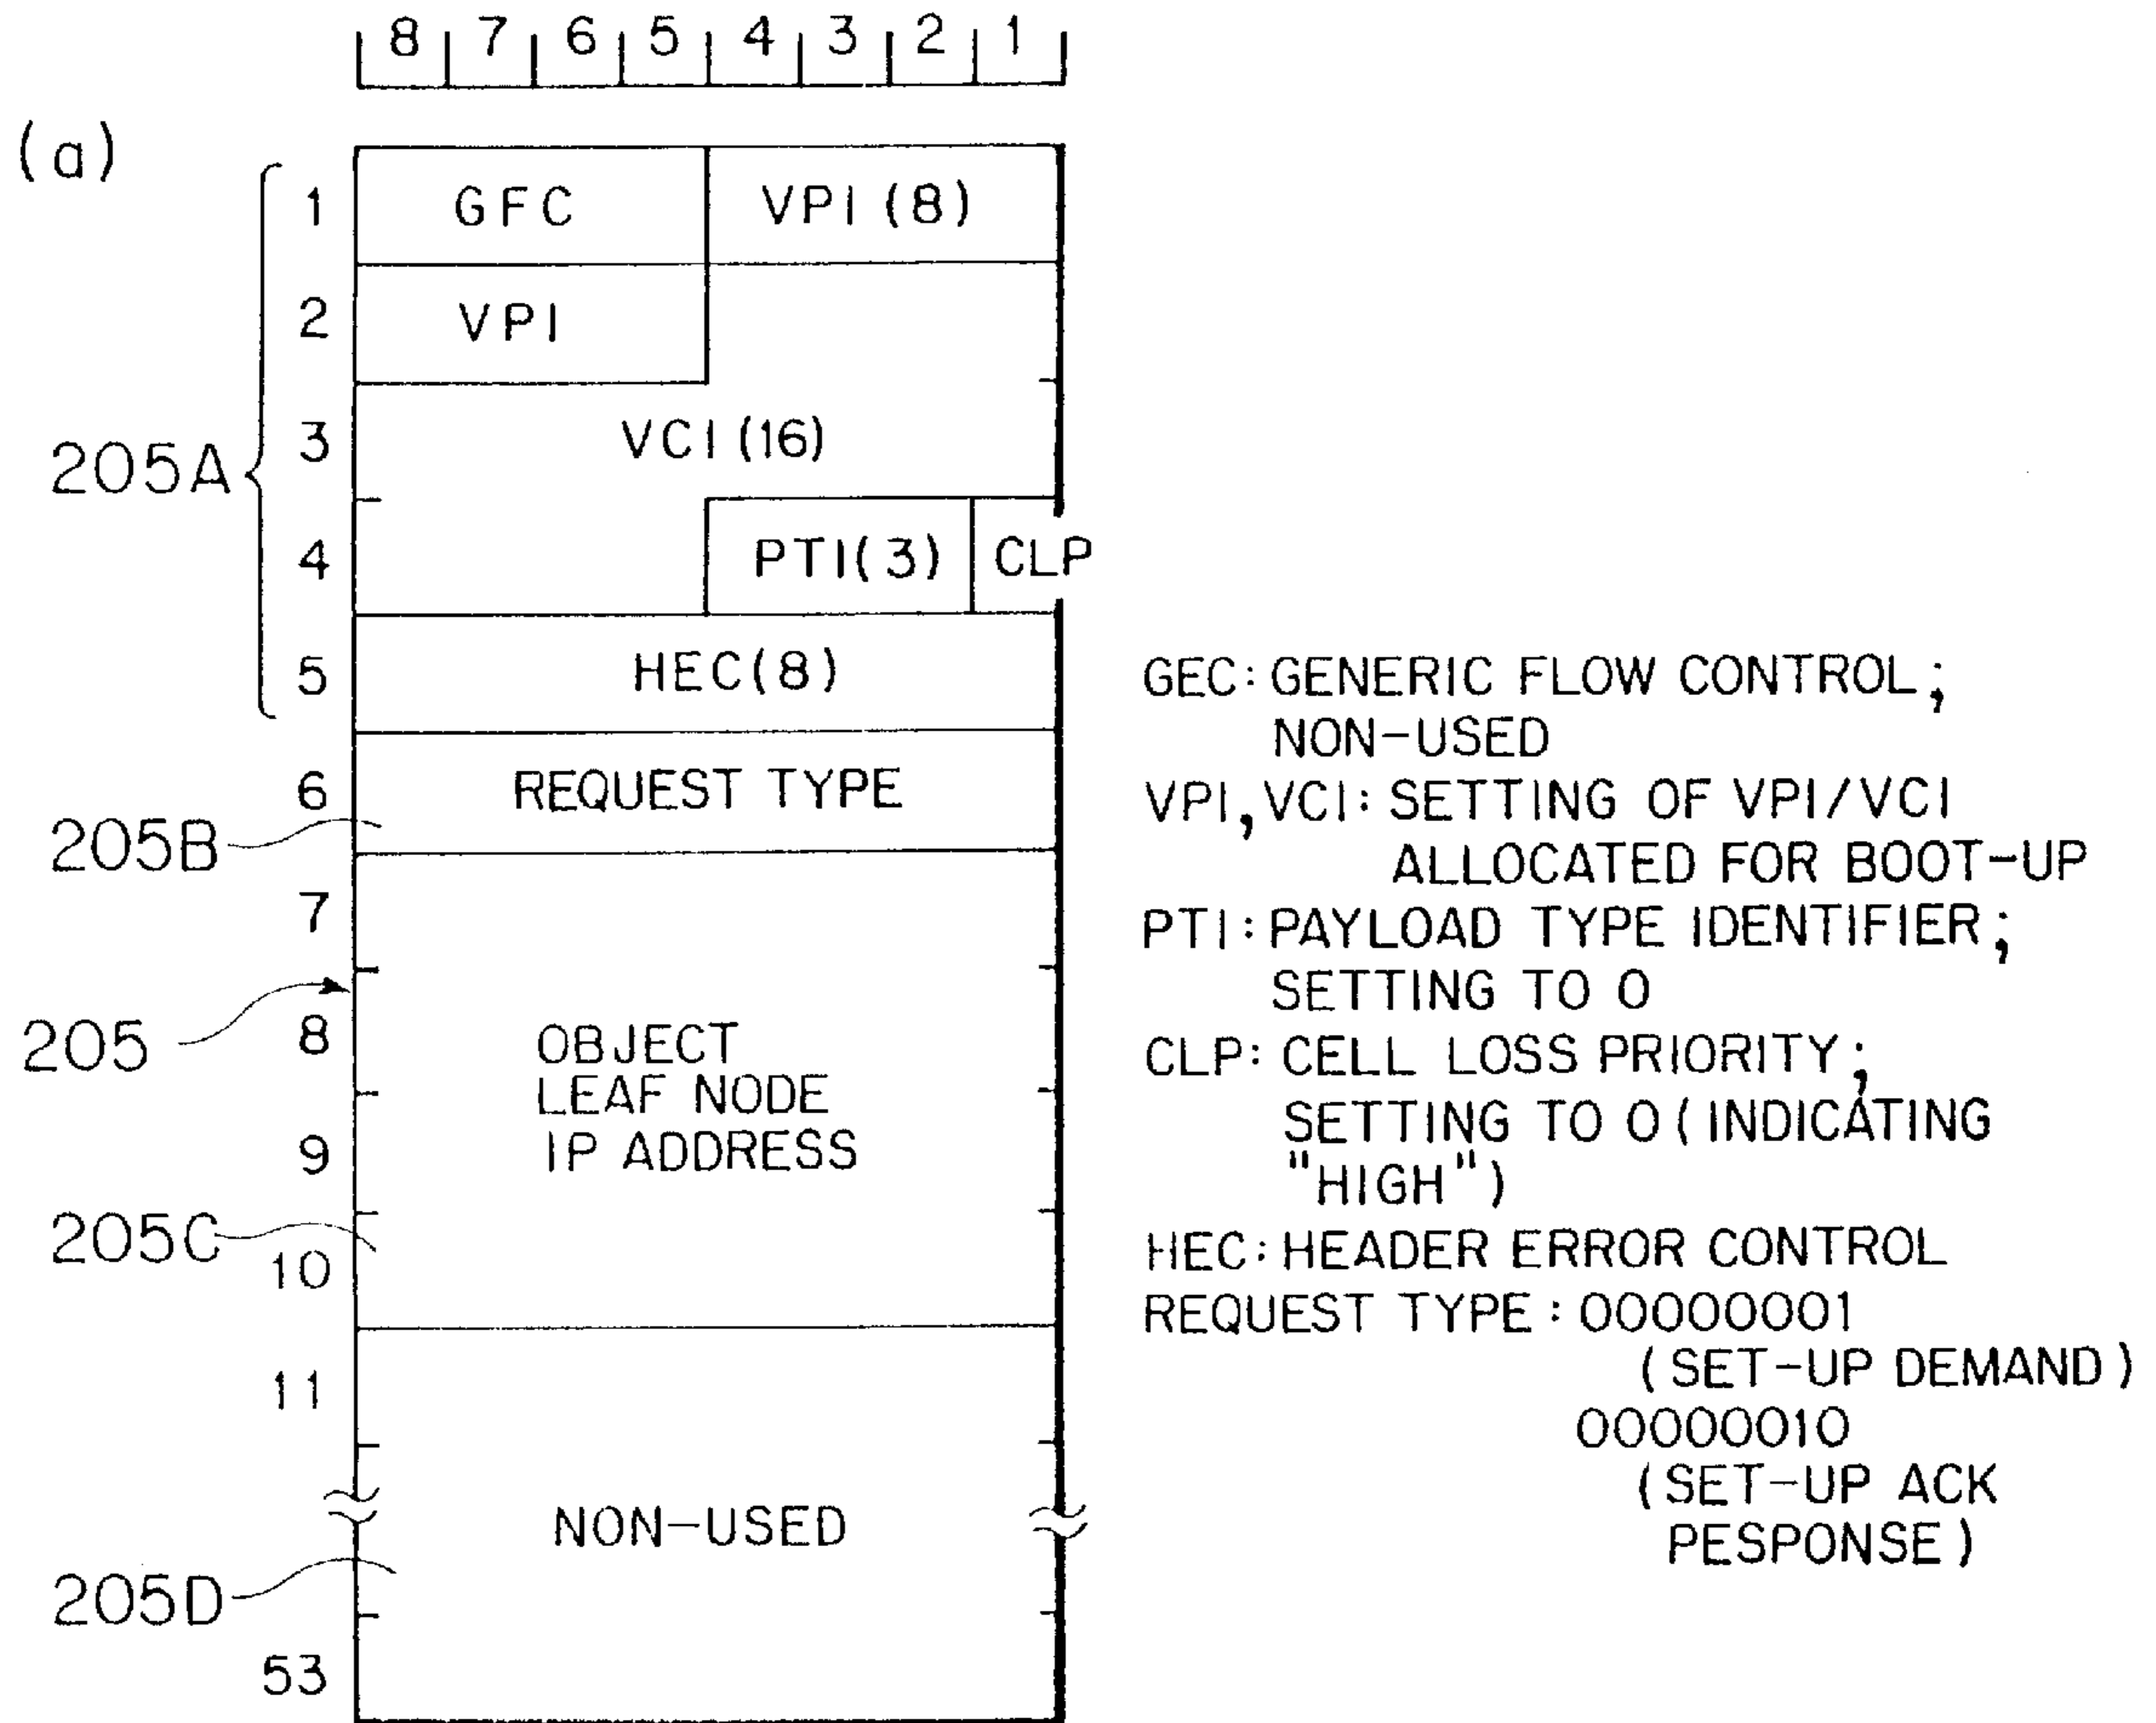 8 7 6 5 4 3 2 1
(a)
1 GFC VPI (8)
2 VPI
205A 3 VCI (16)
4 PTI(3) CLP
5 HEC(8)
6 REQUEST TYPE
205B
7
205 8 OBJECT
LEAF NODE
9 IP ADDRESS
205C
10
11
NON-USED
205D
53
GEC: GENERIC FLOW CONTROL;
NON-USED
VPI,VCI: SETTING OF VPI/VCI
ALLOCATED FOR BOOT-UP
PTI: PAYLOAD TYPE IDENTIFIER;
SETTING TO 0
CLP: CELL LOSS PRIORITY;
SETTING TO 0 (INDICATING
"HIGH")
HEC: HEADER ERROR CONTROL
REQUEST TYPE: 00000001
(SET-UP DEMAND)
00000010
(SET-UP ACK
PESPONSE)